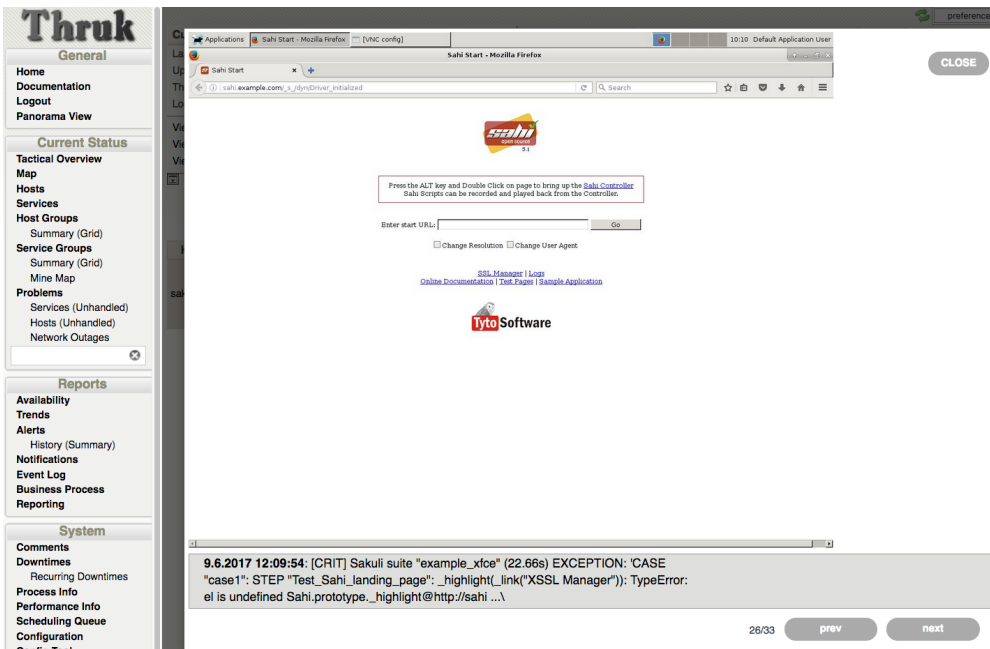 Thruk
General
Home
Documentation
Logout
Panorama View
Current Status
Tactical Overview
Map
Hosts
Services
Host Groups
Summary (Grid)
Service Groups
Summary (Grid)
Mine Map
Problems
Services (Unhandled)
Hosts (Unhandled)
Network Outages
Reports
Availability
Trends
Alerts
History (Summary)
Notifications
Event Log
Business Process
Reporting
System
Comments
Downtimes
Recurring Downtimes
Process Info
Performance Info
Scheduling Queue
Configuration
preference
CLOSE
Applications Sahi Start - Mozilla Firefox [VNC config] 10:10 Default Application User
Sahi Start - Mozilla Firefox
Sahi Start
sahi.example.com/_s_/dyn/Driver_initialized Search
sahi
open source
5.1
Press the ALT key and Double Click on page to bring up the Sahi Controller
Sahi Scripts can be recorded and played back from the Controller.
Enter start URL: Go
Change Resolution Change User Agent
SSL Manager | Logs
Online Documentation | Test Pages | Sample Application
Tyto Software
9.6.2017 12:09:54: [CRIT] Sakuli suite "example_xfce" (22.66s) EXCEPTION: 'CASE
"case1": STEP "Test_Sahi_landing_page": _highlight(_link("XSSL Manager")): TypeError:
el is undefined Sahi.prototype._highlight@http://sahi ...\
26/33 prev next